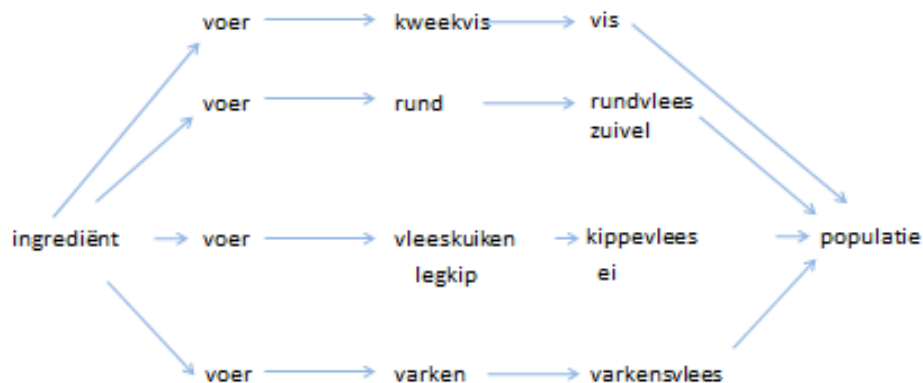 voer kweekvis vis
voer rund rundvlees
zuivel
ingrediënt voer vleeskuiken kippevlees populatie
legkip ei
voer varken varkensvlees